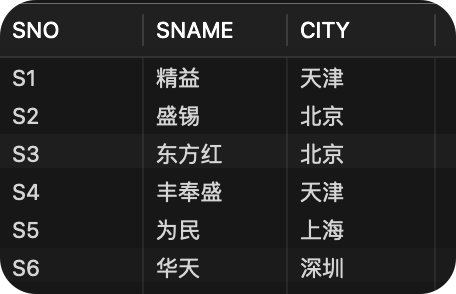 SNO SNAME CITY
S1 精益 天津
S2 盛锡 北京
S3 东方红 北京
S4 丰奉盛 天津
S5 为民 上海
S6 华天 深圳